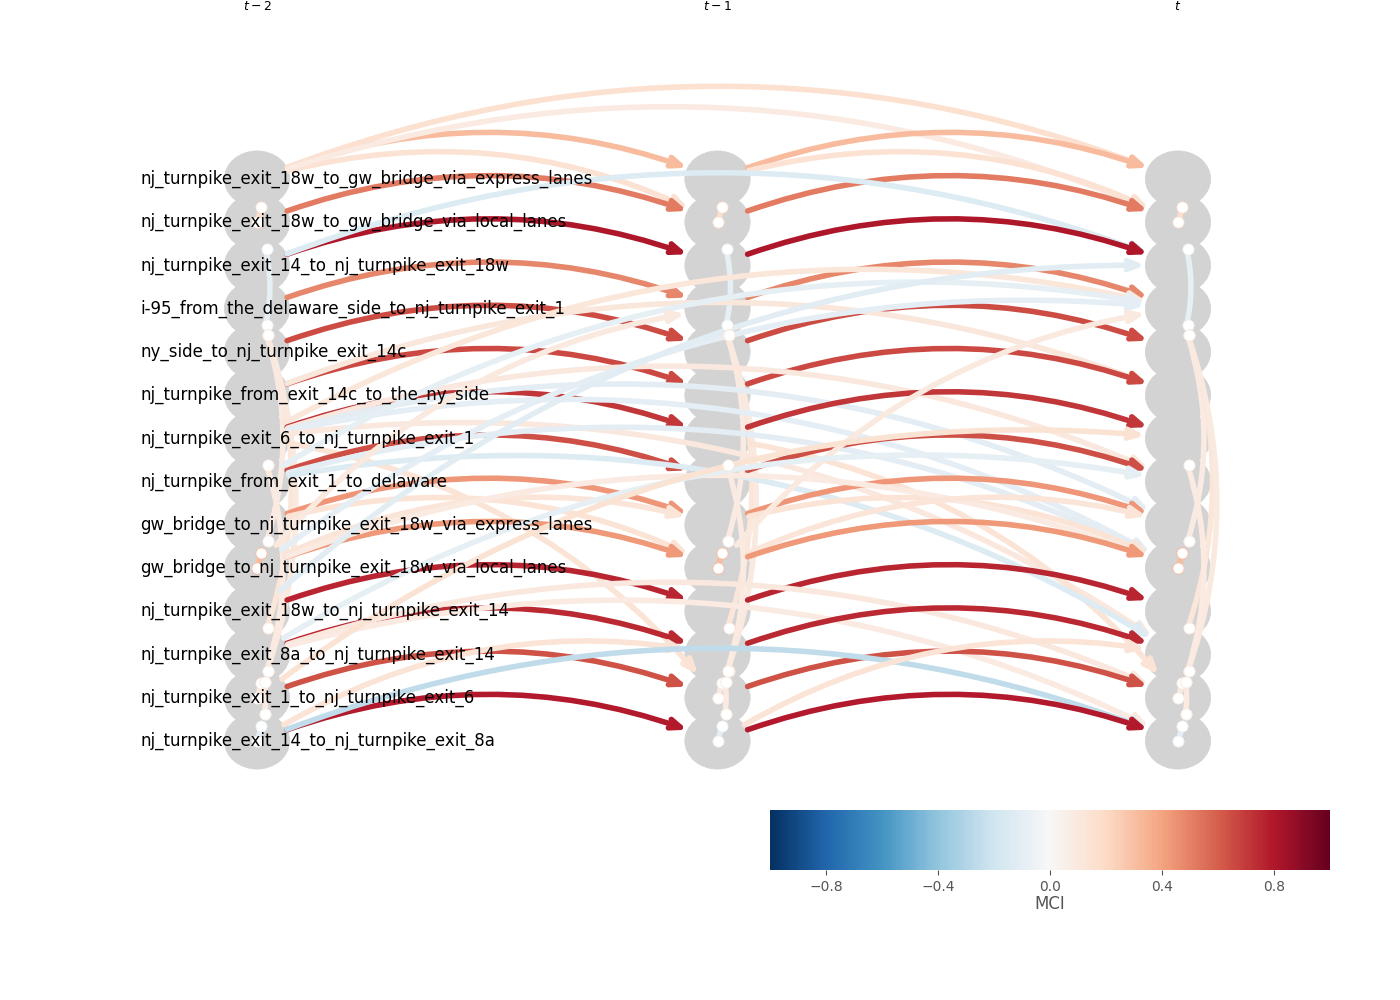 t − 2 t − 1 t
nj_turnpike_exit_18w_to_gw_bridge_via_express_lanes
nj_turnpike_exit_18w_to_gw_bridge_via_local_lanes
nj_turnpike_exit_14_to_nj_turnpike_exit_18w
i-95_from_the_delaware_side_to_nj_turnpike_exit_1
ny_side_to_nj_turnpike_exit_14c
nj_turnpike_from_exit_14c_to_the_ny_side
nj_turnpike_exit_6_to_nj_turnpike_exit_1
nj_turnpike_from_exit_1_to_delaware
gw_bridge_to_nj_turnpike_exit_18w_via_express_lanes
gw_bridge_to_nj_turnpike_exit_18w_via_local_lanes
nj_turnpike_exit_18w_to_nj_turnpike_exit_14
nj_turnpike_exit_8a_to_nj_turnpike_exit_14
nj_turnpike_exit_1_to_nj_turnpike_exit_6
nj_turnpike_exit_14_to_nj_turnpike_exit_8a
−0.8 −0.4 0.0 0.4 0.8
MCI